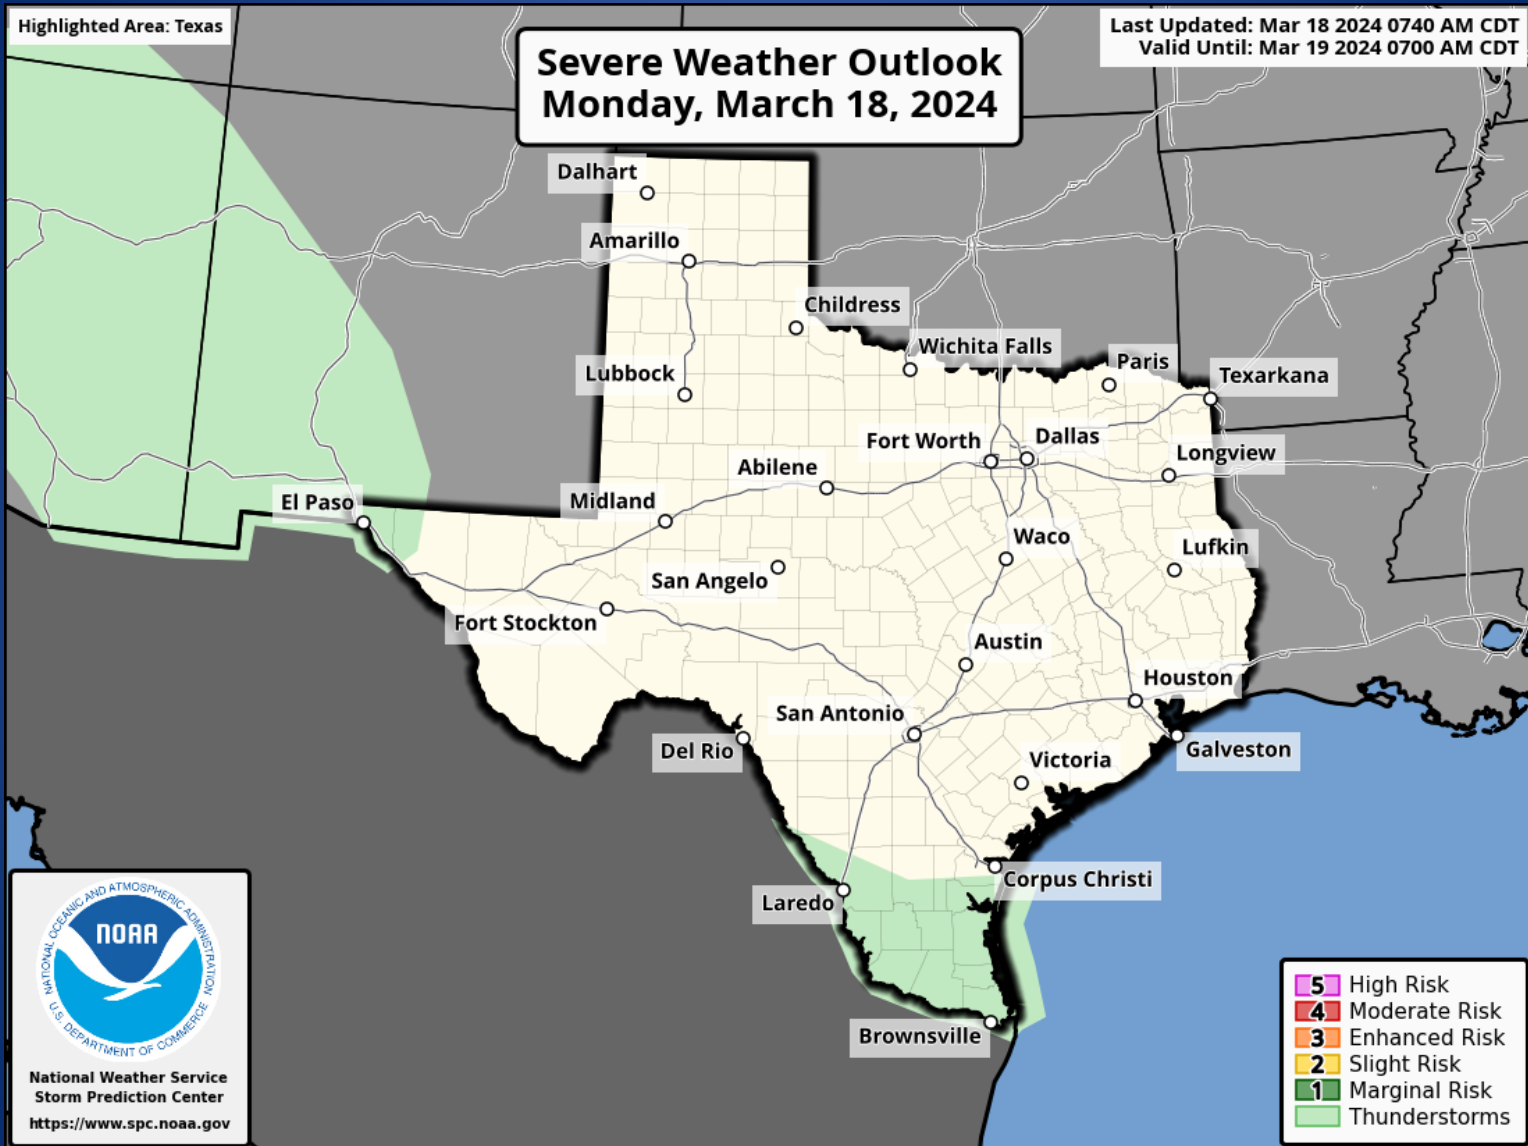 Highlighted Area: Texas
Severe Weather Outlook
Monday, March 18, 2024
Last Updated: Mar 18 2024 0740 AM CDT
Valid Until: Mar 19 2024 0700 AM CDT
Dalhart
Amarillo
Childress
Wichita Falls
Paris
Texarkana
Lubbock
Fort Worth
Dallas
Longview
Abilene
Midland
El Paso
Waco
Lufkin
San Angelo
Fort Stockton
Austin
Houston
San Antonio
Del Rio
Galveston
Victoria
Corpus Christi
Laredo
Brownsville
NATIONAL OCEANIC AND ATMOSPHERIC ADMINISTRATION
NOAA
U.S. DEPARTMENT OF COMMERCE
National Weather Service
Storm Prediction Center
https://www.spc.noaa.gov
5 High Risk
4 Moderate Risk
3 Enhanced Risk
2 Slight Risk
1 Marginal Risk
Thunderstorms